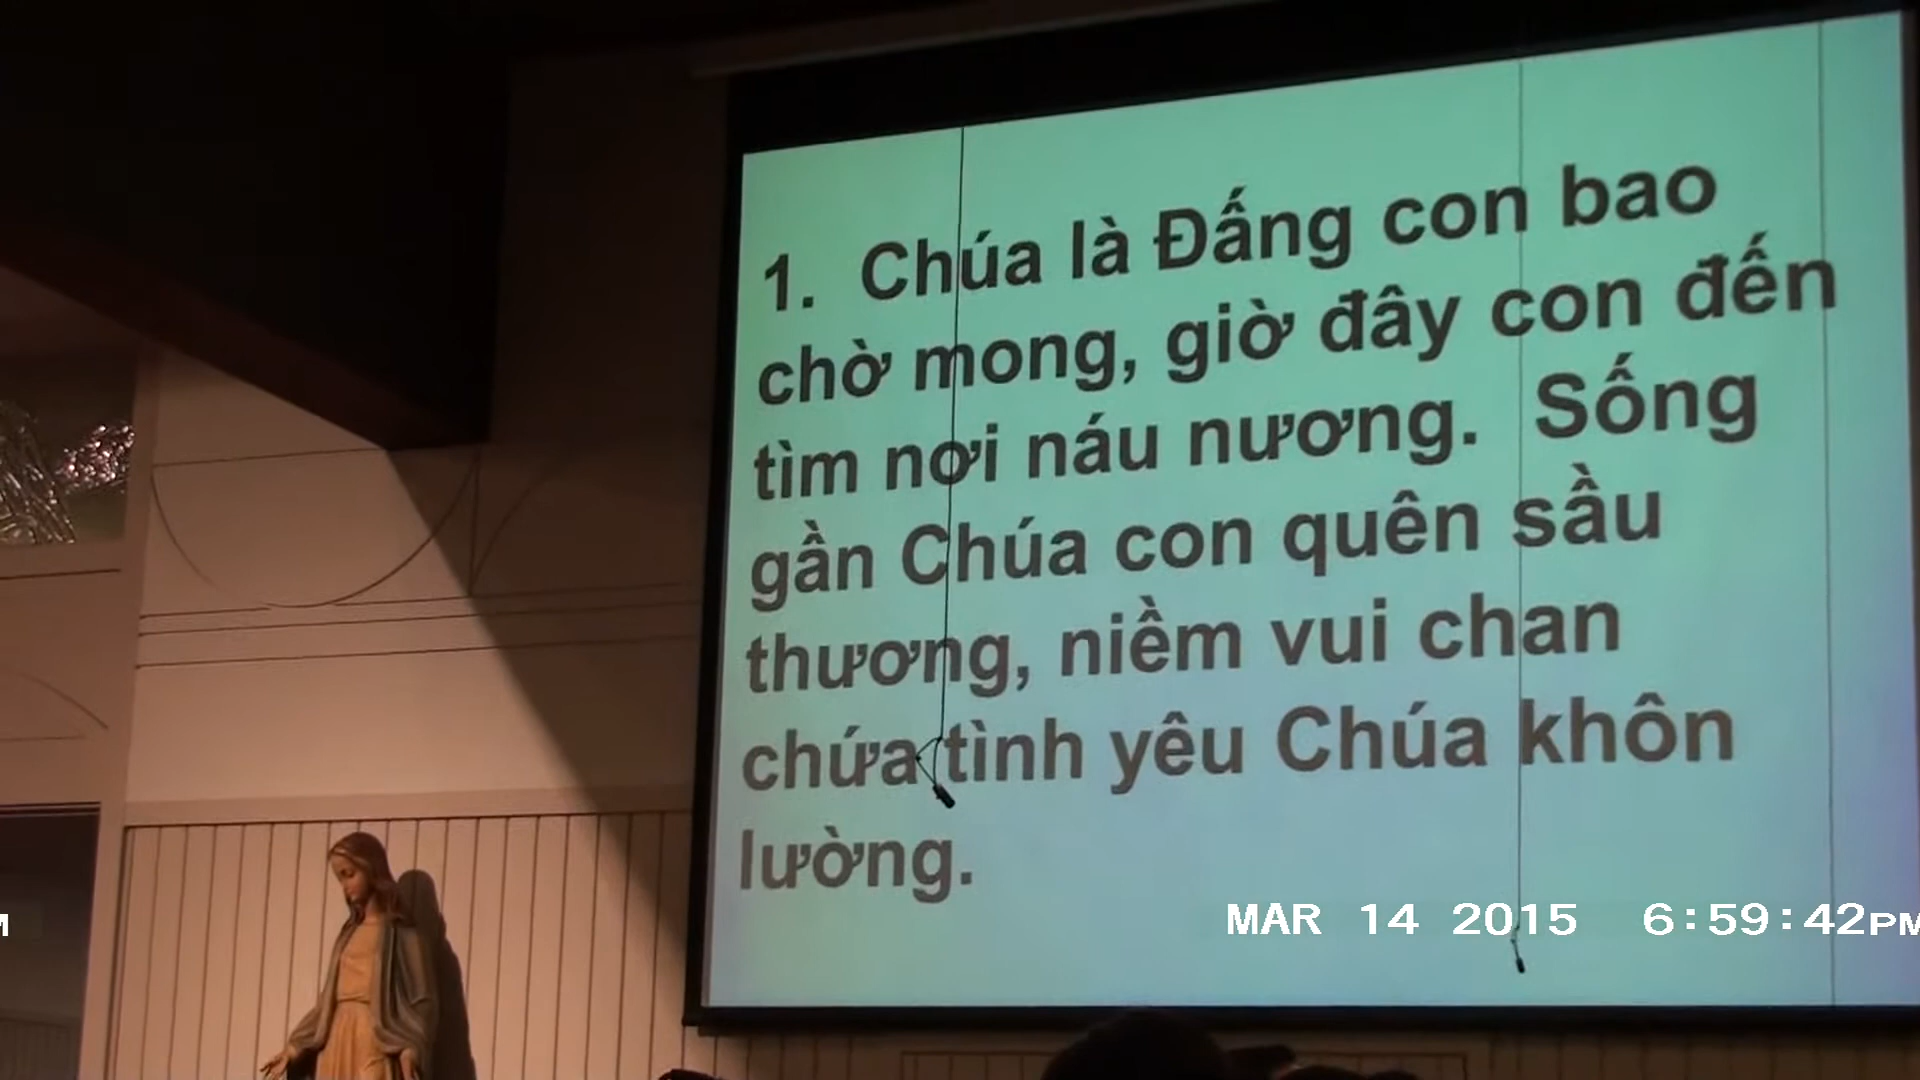 1. Chúa là Đấng con bao
chờ mong, giờ đây con đến
tìm nơi náu nương. Sống
gần Chúa con quên sầu
thương, niềm vui chan
chứa tình yêu Chúa khôn
lường.
MAR 14 2015 6:59:42PM